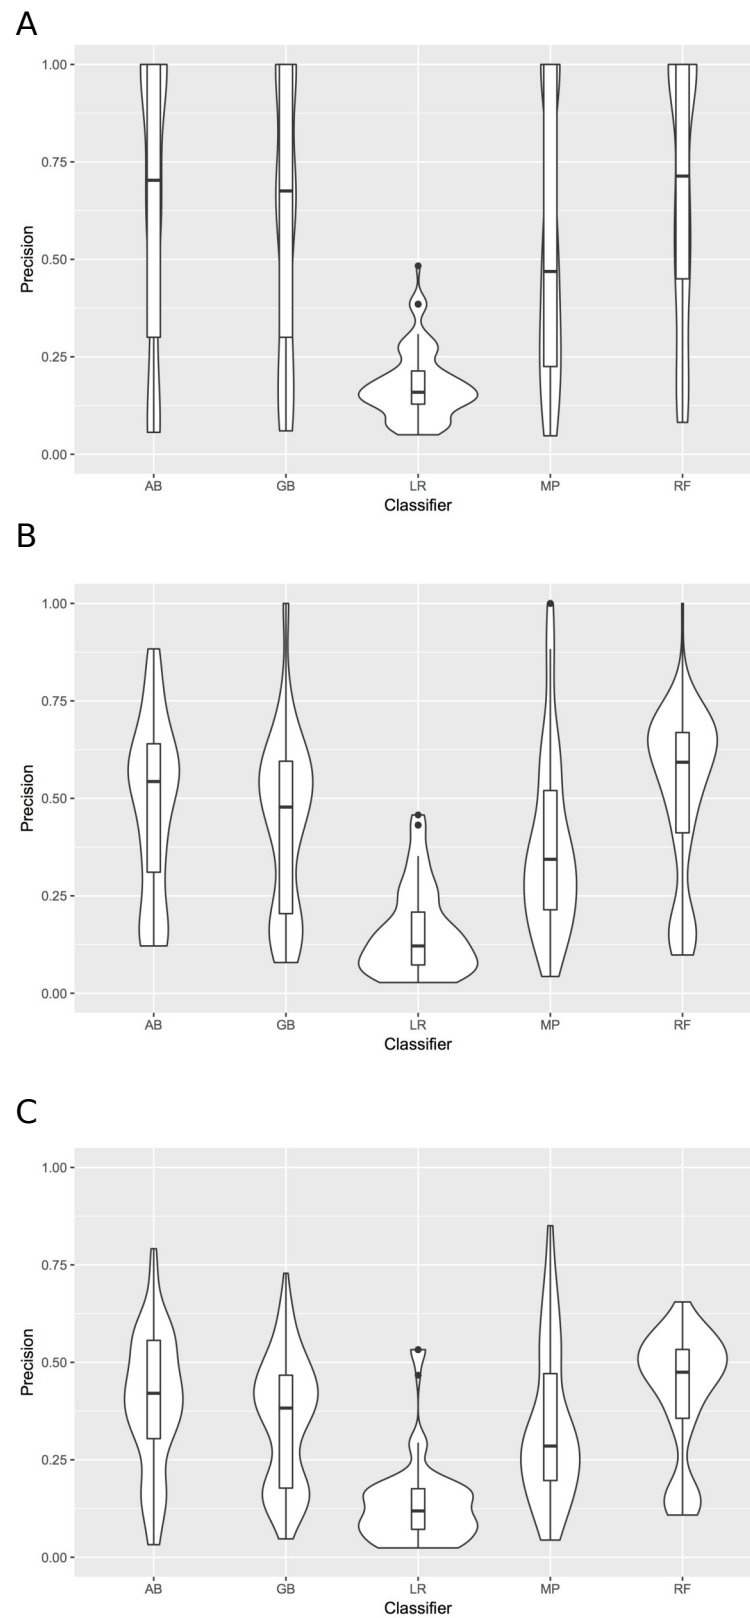 A
1.00
0.75
0.50
0.25
0.00
Precision
AB GB LR MP RF
Classifier
B
1.00
0.75
0.50
0.25
0.00
Precision
AB GB LR MP RF
Classifier
C
1.00
0.75
0.50
0.25
0.00
Precision
AB GB LR MP RF
Classifier